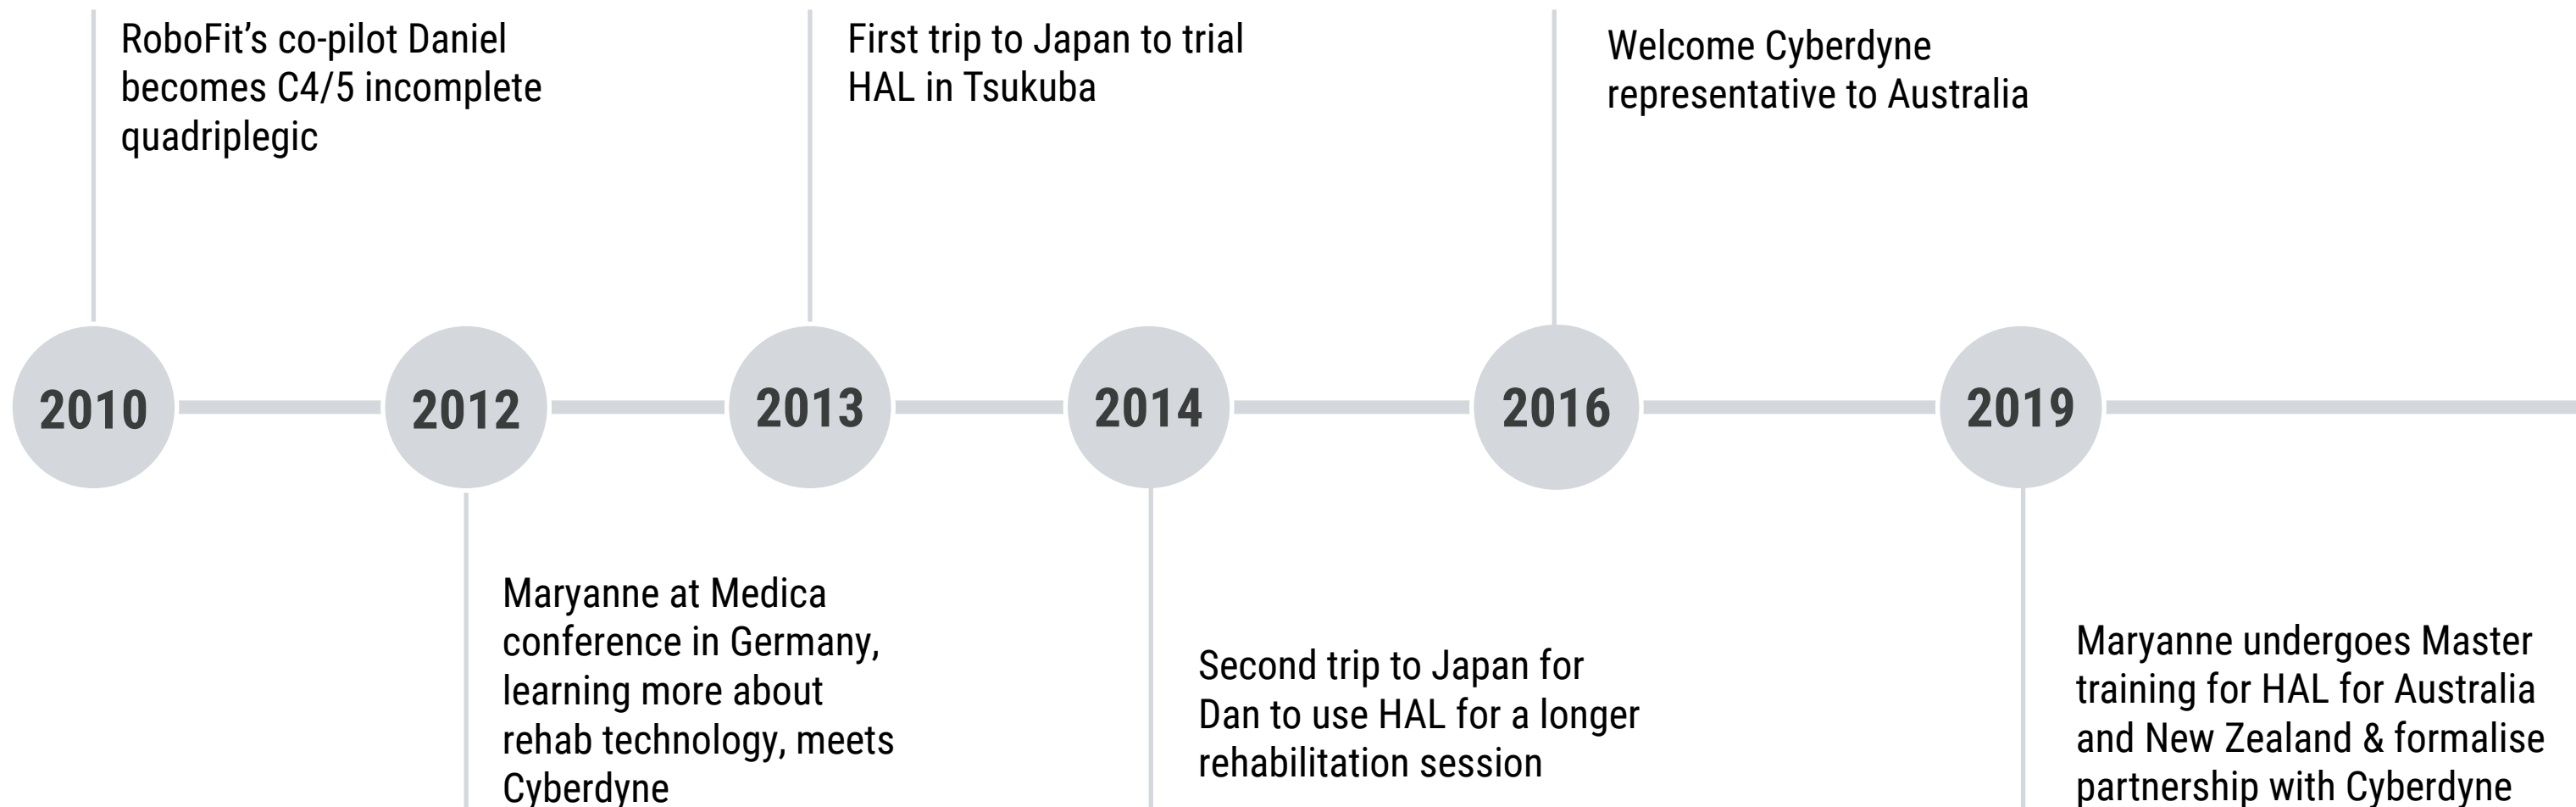 RoboFit’s co-pilot Daniel
becomes C4/5 incomplete
quadriplegic
First trip to Japan to trial
HAL in Tsukuba
Welcome Cyberdyne
representative to Australia
2010
2012
2013
2014
2016
2019
Maryanne at Medica
conference in Germany,
learning more about
rehab technology, meets
Cyberdyne
Second trip to Japan for
Dan to use HAL for a longer
rehabilitation session
Maryanne undergoes Master
training for HAL for Australia
and New Zealand & formalise
partnership with Cyberdyne